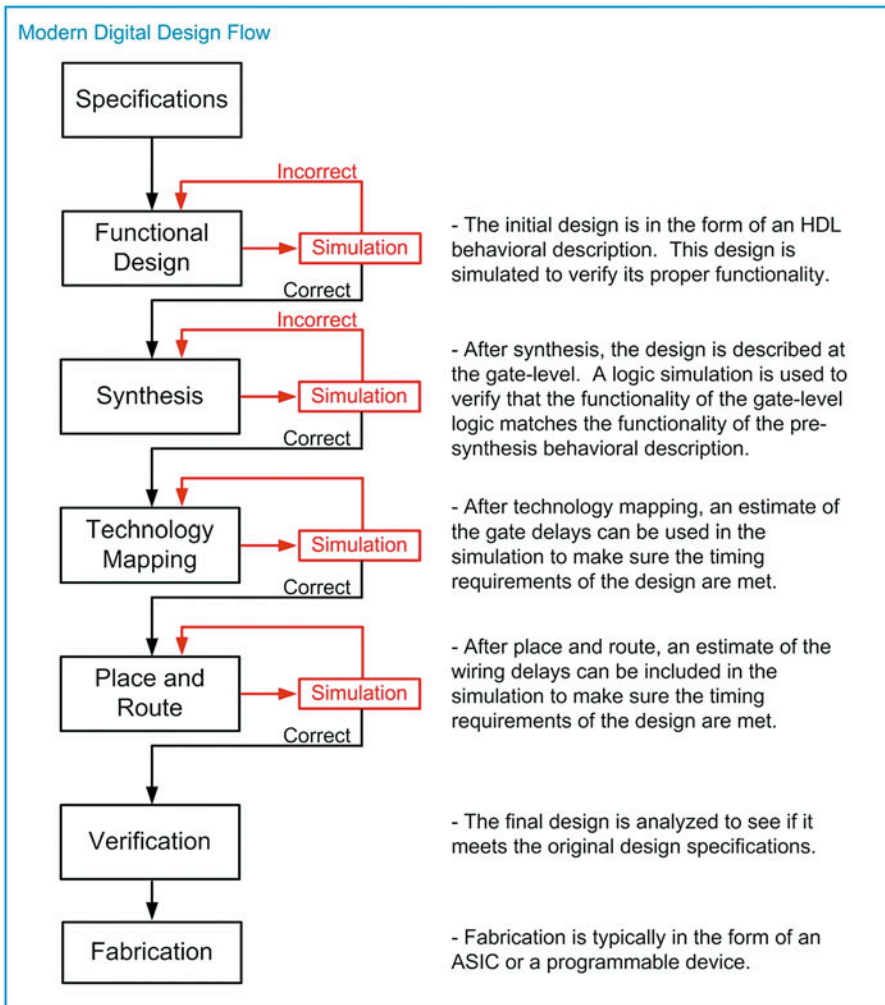 Modern Digital Design Flow
Specifications
Incorrect
Functional
Design
Simulation
- The initial design is in the form of an HDL
behavioral description. This design is
simulated to verify its proper functionality.
Correct
Incorrect
Synthesis
Simulation
- After synthesis, the design is described at
the gate-level. A logic simulation is used to
verify that the functionality of the gate-level
logic matches the functionality of the pre-
synthesis behavioral description.
Correct
Technology
Mapping
Simulation
- After technology mapping, an estimate of
the gate delays can be used in the
simulation to make sure the timing
requirements of the design are met.
Correct
Place and
Route
Simulation
- After place and route, an estimate of the
wiring delays can be included in the
simulation to make sure the timing
requirements of the design are met.
Correct
Verification
- The final design is analyzed to see if it
meets the original design specifications.
Fabrication
- Fabrication is typically in the form of an
ASIC or a programmable device.